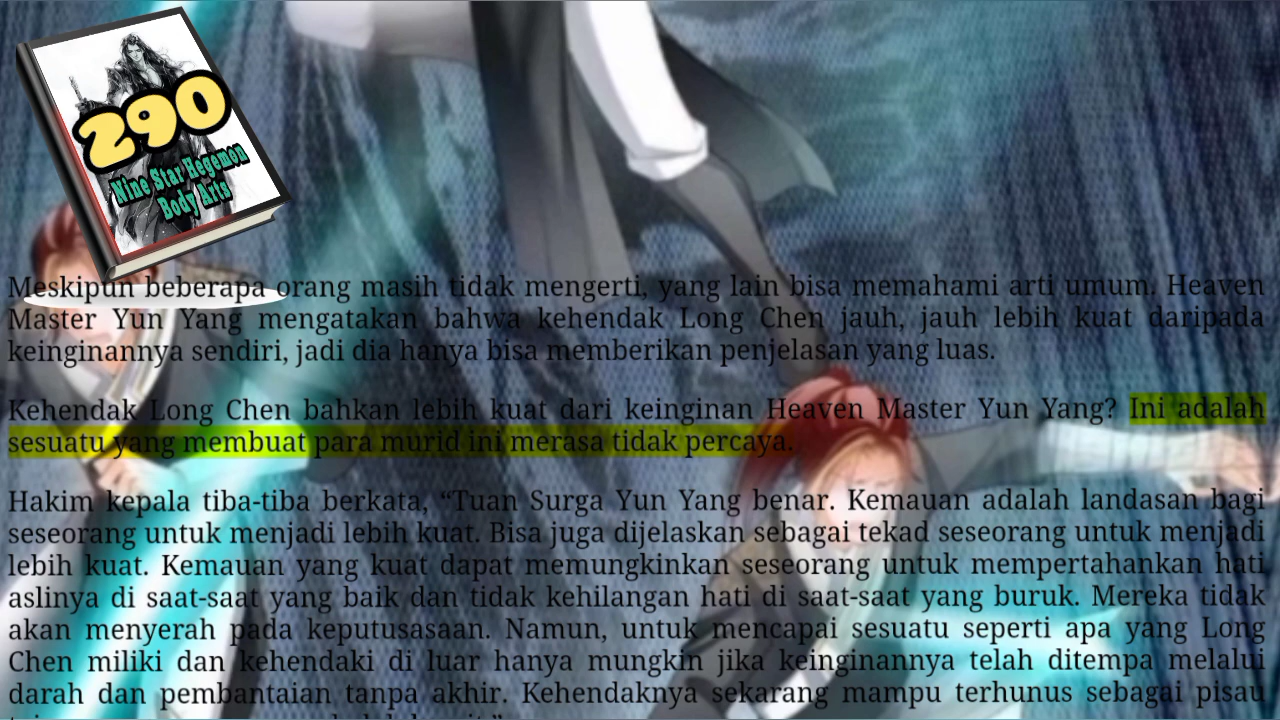 290
Nine Star Hegemon
Body Arts
Meskipun beberapa orang masih tidak mengerti, yang lain bisa memahami arti umum. Heaven
Master Yun Yang mengatakan bahwa kehendak Long Chen jauh, jauh lebih kuat daripada
keinginannya sendiri, jadi dia hanya bisa memberikan penjelasan yang luas.
Kehendak Long Chen bahkan lebih kuat dari keinginan Heaven Master Yun Yang? Ini adalah
sesuatu yang membuat para murid ini merasa tidak percaya.
Hakim kepala tiba-tiba berkata, “Tuan Surga Yun Yang benar. Kemauan adalah landasan bagi
seseorang untuk menjadi lebih kuat. Bisa juga dijelaskan sebagai tekad seseorang untuk menjadi
lebih kuat. Kemauan yang kuat dapat memungkinkan seseorang untuk mempertahankan hati
aslinya di saat-saat yang baik dan tidak kehilangan hati di saat-saat yang buruk. Mereka tidak
akan menyerah pada keputusasaan. Namun, untuk mencapai sesuatu seperti apa yang Long
Chen miliki dan kehendaki di luar hanya mungkin jika keinginannya telah ditempa melalui
darah dan pembantaian tanpa akhir. Kehendaknya sekarang mampu terhunus sebagai pisau